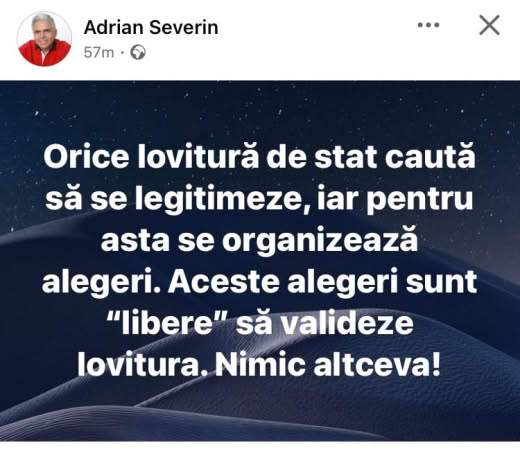 Adrian Severin
57m ·
Orice lovitură de stat caută
să se legitimeze, iar pentru
asta se organizează
alegeri. Aceste alegeri sunt
“libere” să valideze
lovitura. Nimic altceva!